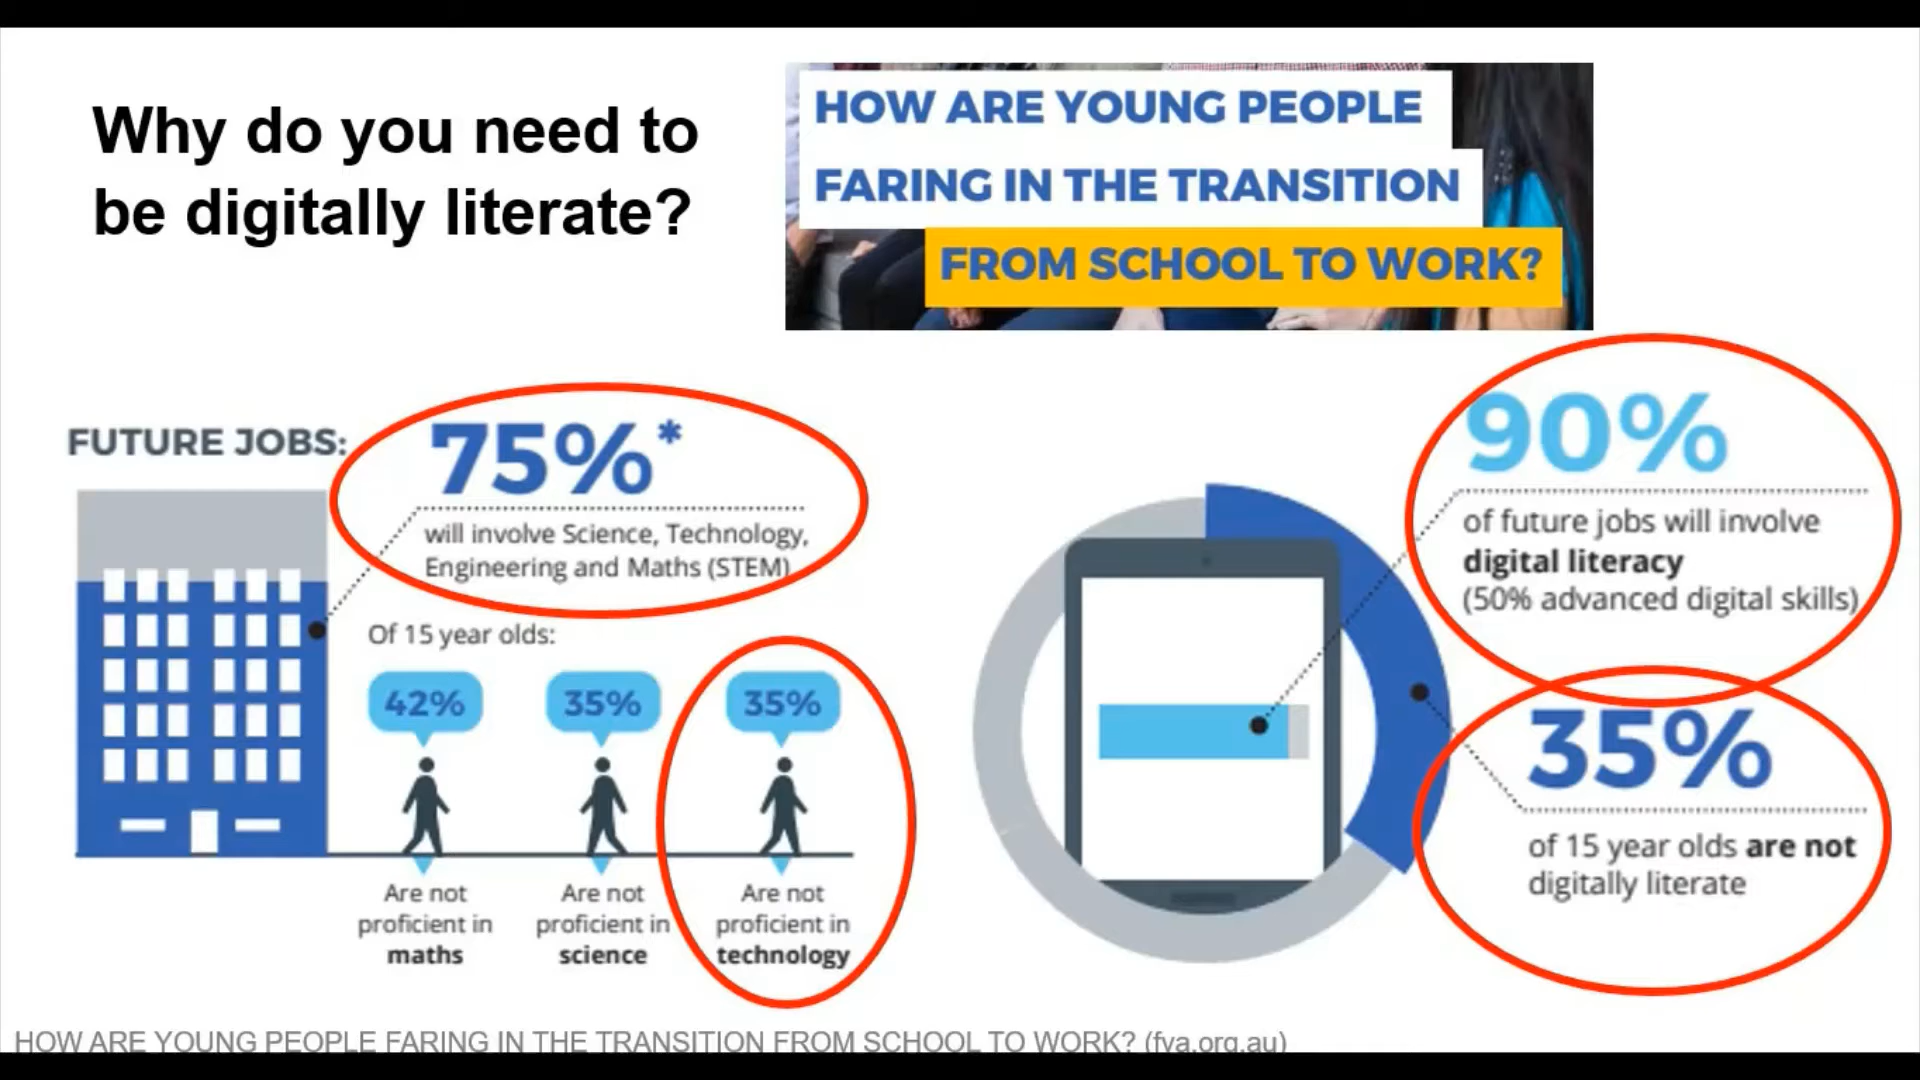 Why do you need to
be digitally literate?
HOW ARE YOUNG PEOPLE
FARING IN THE TRANSITION
FROM SCHOOL TO WORK?
FUTURE JOBS:
75%*
will involve Science, Technology,
Engineering and Maths (STEM)
Of 15 year olds:
42%
35%
35%
Are not
proficient in
maths
Are not
proficient in
science
Are not
proficient in
technology
90%
of future jobs will involve
digital literacy
(50% advanced digital skills)
35%
of 15 year olds are not
digitally literate
HOW ARE YOUNG PEOPLE FARING IN THE TRANSITION FROM SCHOOL TO WORK? (fya.org.au)